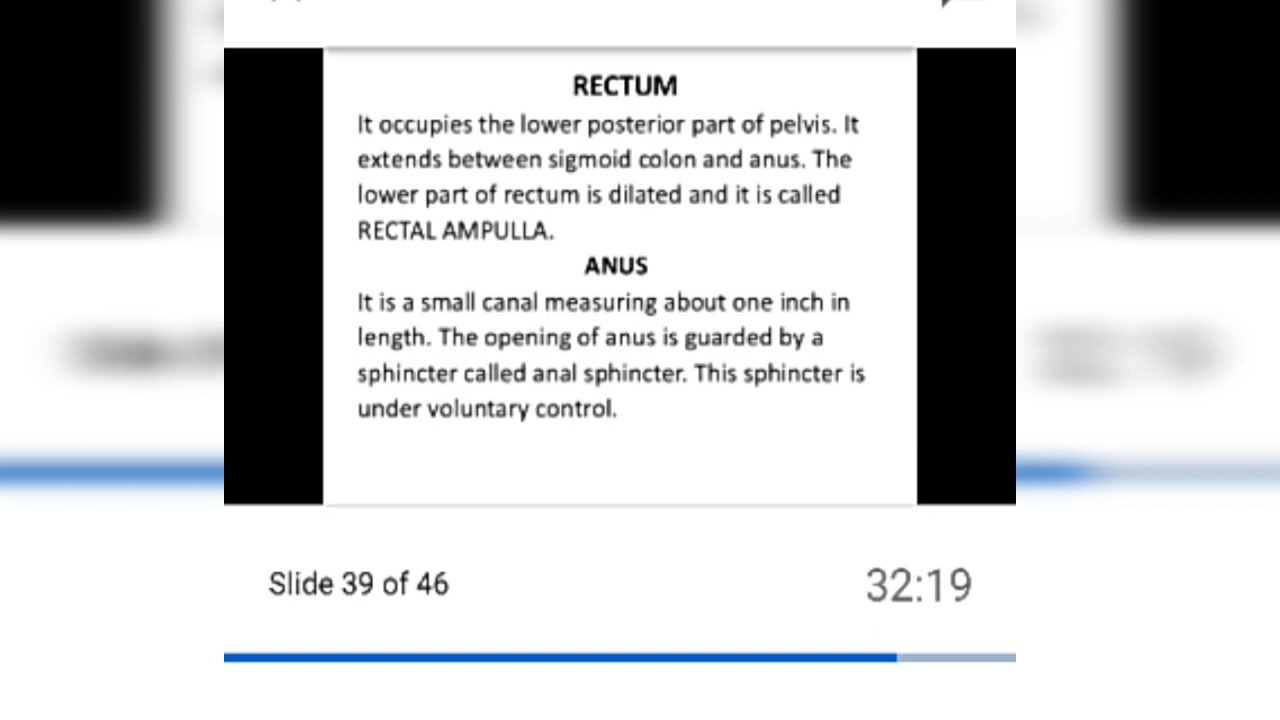 RECTUM
It occupies the lower posterior part of pelvis. It
extends between sigmoid colon and anus. The
lower part of rectum is dilated and it is called
RECTAL AMPULLA.
ANUS
It is a small canal measuring about one inch in
length. The opening of anus is guarded by a
sphincter called anal sphincter. This sphincter is
under voluntary control.
Slide 39 of 46
32:19